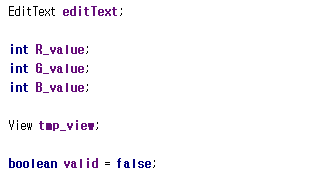 EditText editText;
int R_value;
int G_value;
int B_value;
View tmp_view;
boolean valid = false;